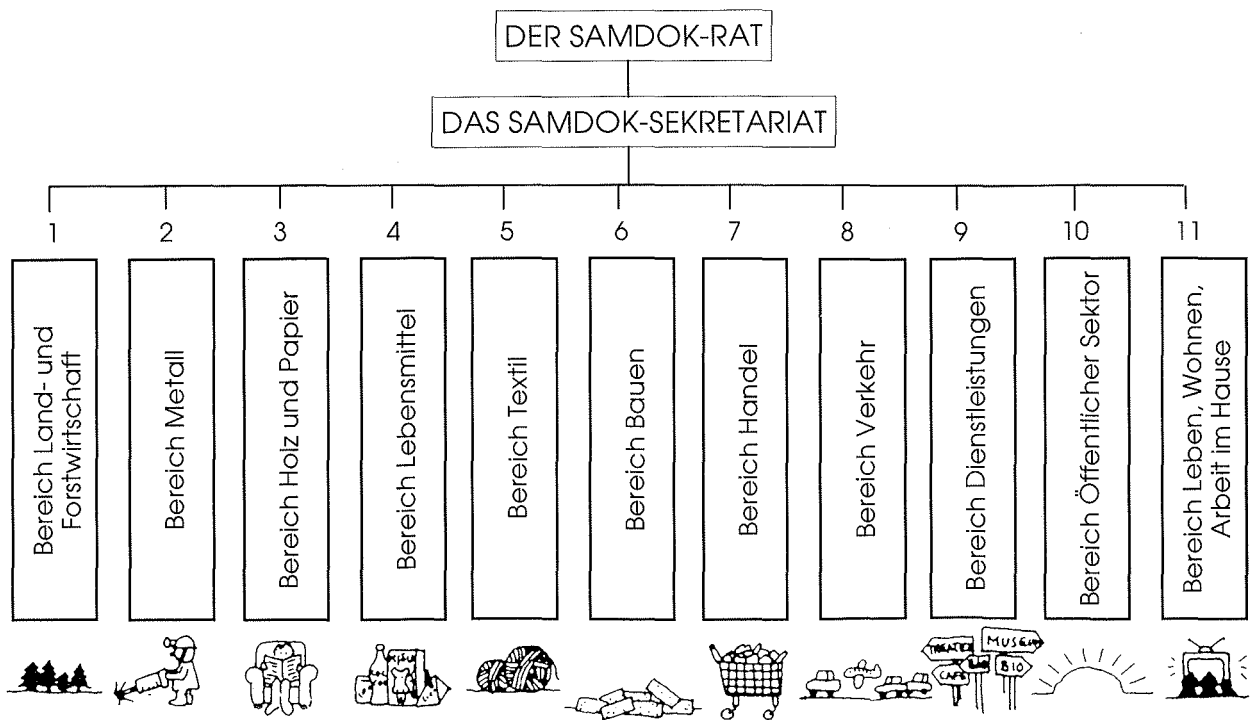 DER SAMDOK-RAT
DAS SAMDOK-SEKRETARIAT
1
2
3
4
5
6
7
8
9
10
11
Bereich Land- und
Forstwirtschaft
Bereich Metall
Bereich Holz und Papier
Bereich Lebensmittel
Bereich Textil
Bereich Bauen
Bereich Handel
Bereich Verkehr
Bereich Dienstleistungen
Bereich Öffentlicher Sektor
Bereich Leben, Wohnen,
Arbeit im Hause
THEATER
MUSEUM
CAFE
BIO